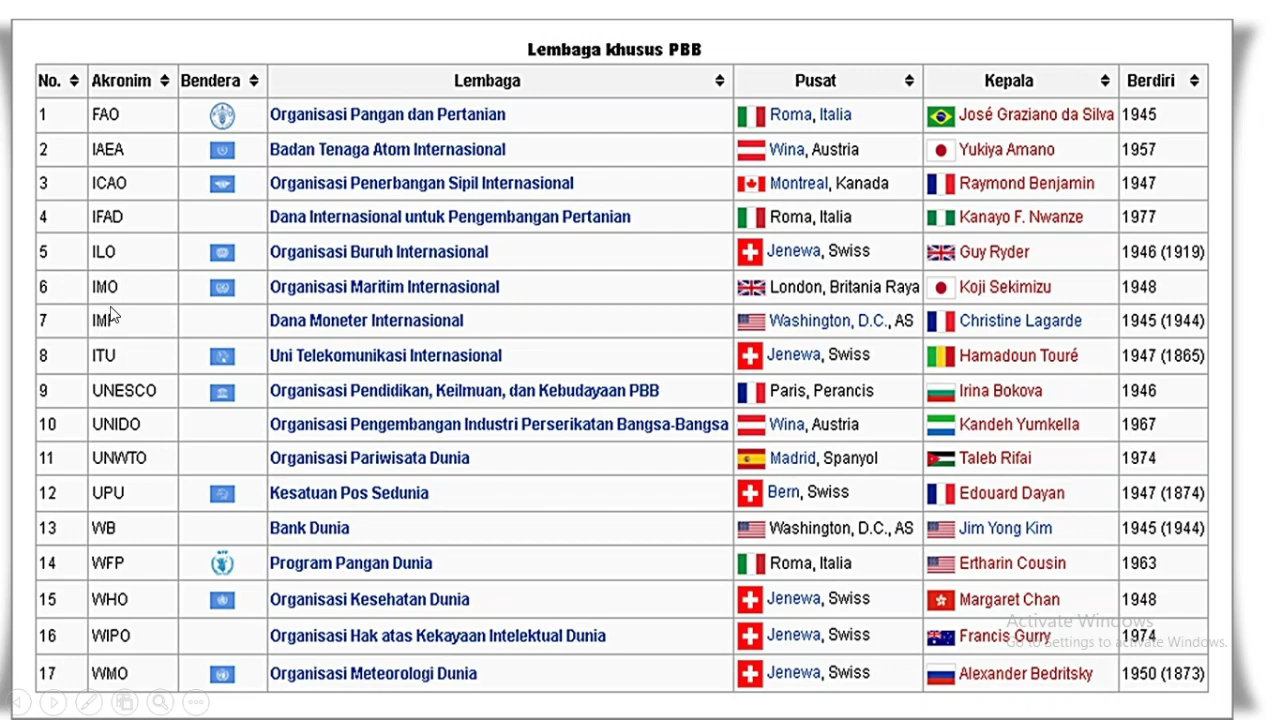 Lembaga khusus PBB
No. Akronim Bendera Lembaga Pusat Kepala Berdiri
1 FAO Organisasi Pangan dan Pertanian Roma, Italia José Graziano da Silva 1945
2 IAEA Badan Tenaga Atom Internasional Wina, Austria Yukiya Amano 1957
3 ICAO Organisasi Penerbangan Sipil Internasional Montreal, Kanada Raymond Benjamin 1947
4 IFAD Dana Internasional untuk Pengembangan Pertanian Roma, Italia Kanayo F. Nwanze 1977
5 ILO Organisasi Buruh Internasional Jenewa, Swiss Guy Ryder 1946 (1919)
6 IMO Organisasi Maritim Internasional London, Britania Raya Koji Sekimizu 1948
7 IMF Dana Moneter Internasional Washington, D.C., AS Christine Lagarde 1945 (1944)
8 ITU Uni Telekomunikasi Internasional Jenewa, Swiss Hamadoun Touré 1947 (1865)
9 UNESCO Organisasi Pendidikan, Keilmuan, dan Kebudayaan PBB Paris, Perancis Irina Bokova 1946
10 UNIDO Organisasi Pengembangan Industri Perserikatan Bangsa-Bangsa Wina, Austria Kandeh Yumkella 1967
11 UNWTO Organisasi Pariwisata Dunia Madrid, Spanyol Taleb Rifai 1974
12 UPU Kesatuan Pos Sedunia Bern, Swiss Edouard Dayan 1947 (1874)
13 WB Bank Dunia Washington, D.C., AS Jim Yong Kim 1945 (1944)
14 WFP Program Pangan Dunia Roma, Italia Ertharin Cousin 1963
15 WHO Organisasi Kesehatan Dunia Jenewa, Swiss Margaret Chan 1948
16 WIPO Organisasi Hak atas Kekayaan Intelektual Dunia Jenewa, Swiss Francis Gurry 1974
17 WMO Organisasi Meteorologi Dunia Jenewa, Swiss Alexander Bedritsky 1950 (1873)
Activate Windows
Go to Settings to activate Windows.